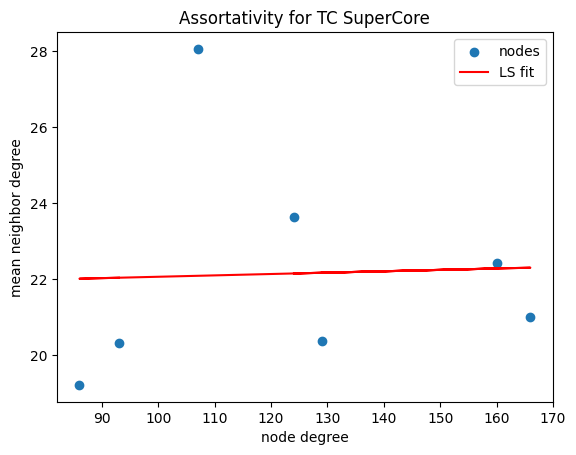 Assortativity for TC SuperCore
nodes
LS fit
28
26
24
22
20
mean neighbor degree
90 100 110 120 130 140 150 160 170
node degree